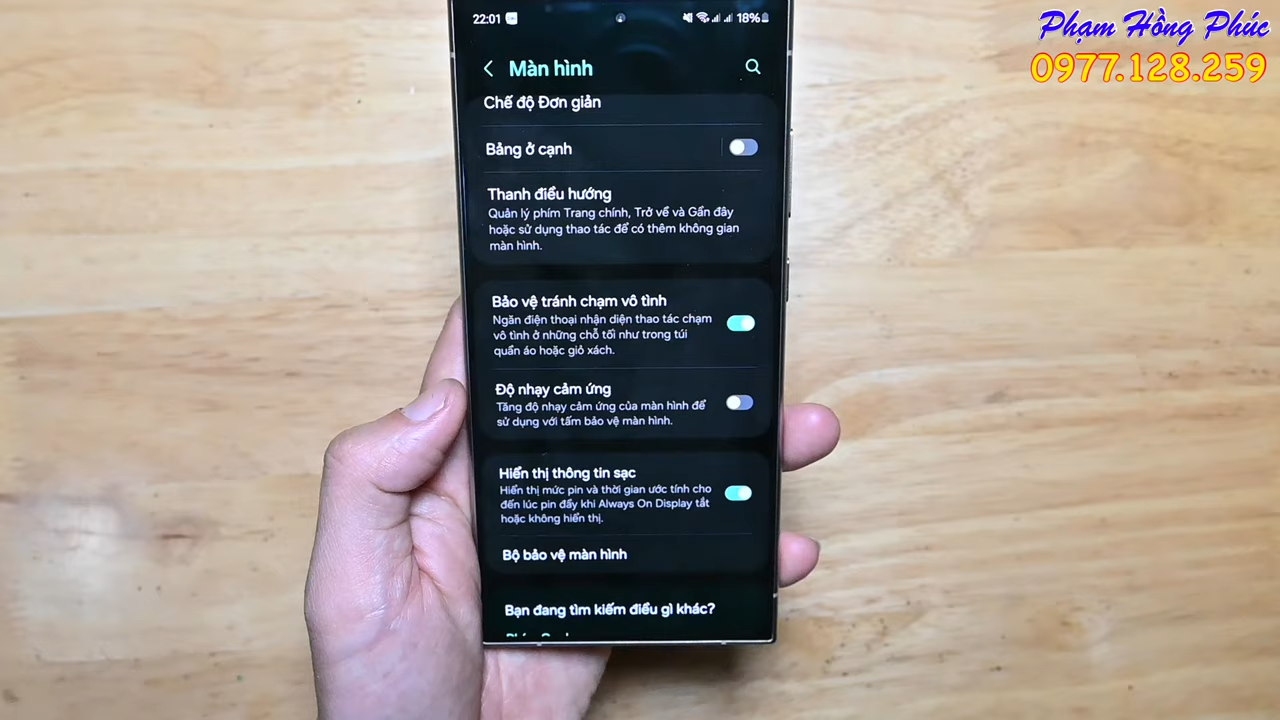 Phạm Hồng Phúc
0977.128.259
22:01
18%
Màn hình
Chế độ Đơn giản
Bảng ở cạnh
Thanh điều hướng
Quản lý phím Trang chính, Trở về và Gần đây
hoặc sử dụng thao tác để có thêm không gian
màn hình.
Bảo vệ tránh chạm vô tình
Ngăn điện thoại nhận diện thao tác chạm
vô tình ở những chỗ tối như trong túi
quần áo hoặc giỏ xách.
Độ nhạy cảm ứng
Tăng độ nhạy cảm ứng của màn hình để
sử dụng với tấm bảo vệ màn hình.
Hiển thị thông tin sạc
Hiển thị mức pin và thời gian ước tính cho
đến lúc pin đầy khi Always On Display tắt
hoặc không hiển thị.
Bộ bảo vệ màn hình
Bạn đang tìm kiếm điều gì khác?